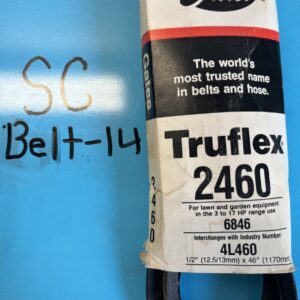 SC
Belt-14
Gates
2460
The world's
most trusted name
in belts and hose.
Truflex
2460
For lawn and garden equipment
in the 3 to 17 HP range use
6846
Interchanges with Industry Number
4L460
1/2" (12.5/13mm) x 46" (1170mm)